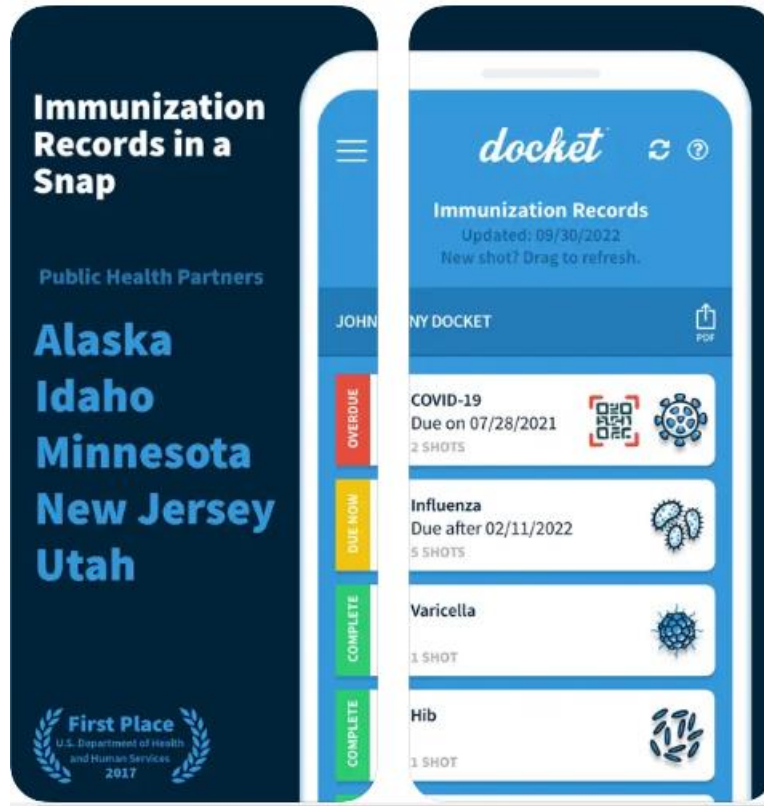 Immunization
Records in a
Snap
Public Health Partners
Alaska
Idaho
Minnesota
New Jersey
Utah
First Place
U.S. Department of Health
and Human Services
2017
docket
Immunization Records
Updated: 09/30/2022
New shot? Drag to refresh.
JOHNNY DOCKET
PDF
OVERDUE
COVID-19
Due on 07/28/2021
2 SHOTS
DUE NOW
Influenza
Due after 02/11/2022
5 SHOTS
COMPLETE
Varicella
1 SHOT
COMPLETE
Hib
1 SHOT